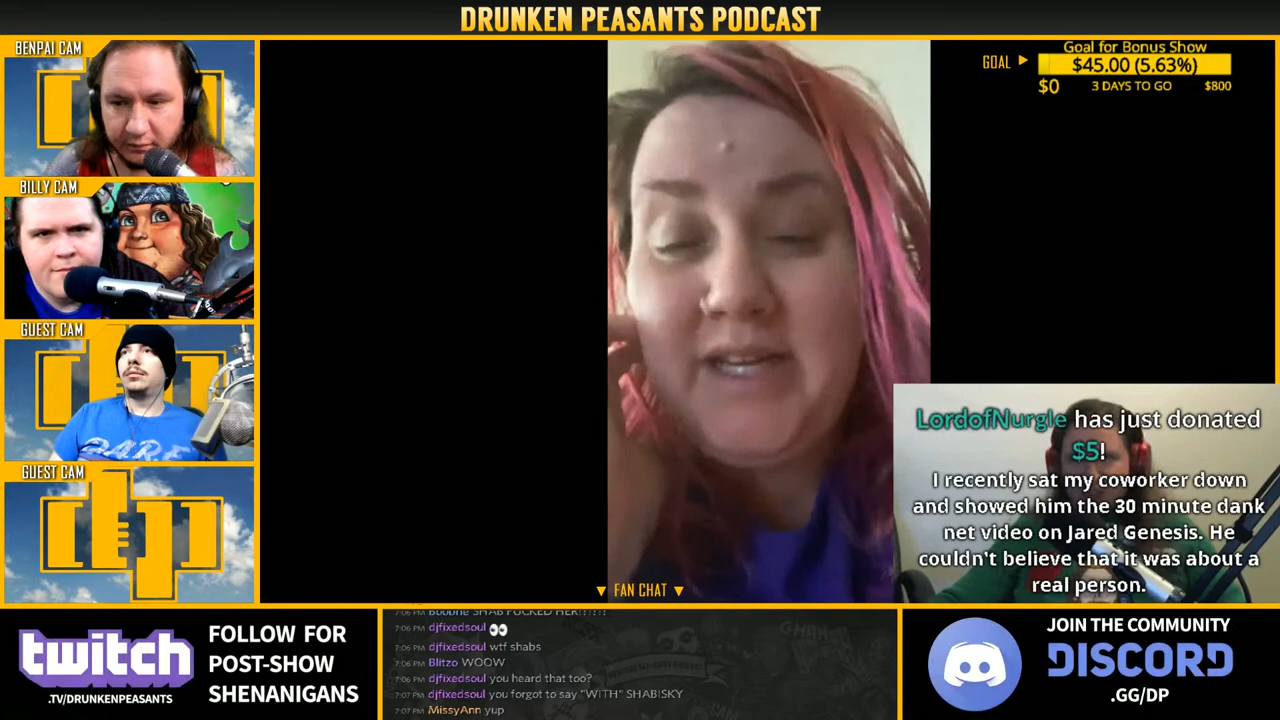 DRUNKEN PEASANTS PODCAST
BENPAI CAM
BILLY CAM
GUEST CAM
GUEST CAM
GOAL ►
Goal for Bonus Show
$45.00 (5.63%)
$0 3 DAYS TO GO $800
LordofNurgle has just donated
$5!
I recently sat my coworker down
and showed him the 30 minute dank
net video on Jared Genesis. He
couldn't believe that it was about a
real person.
▼ FAN CHAT ▼
7:06 PM djfixedsoul 👀
7:06 PM djfixedsoul wtf shabs
7:06 PM Blitzo WOOW
7:06 PM djfixedsoul you heard that too?
7:07 PM djfixedsoul you forgot to say "WITH" SHABISKY
7:07 PM MissyAnn yup
twitch
.TV/DRUNKENPEASANTS
FOLLOW FOR
POST-SHOW
SHENANIGANS
JOIN THE COMMUNITY
DISCORD
.GG/DP